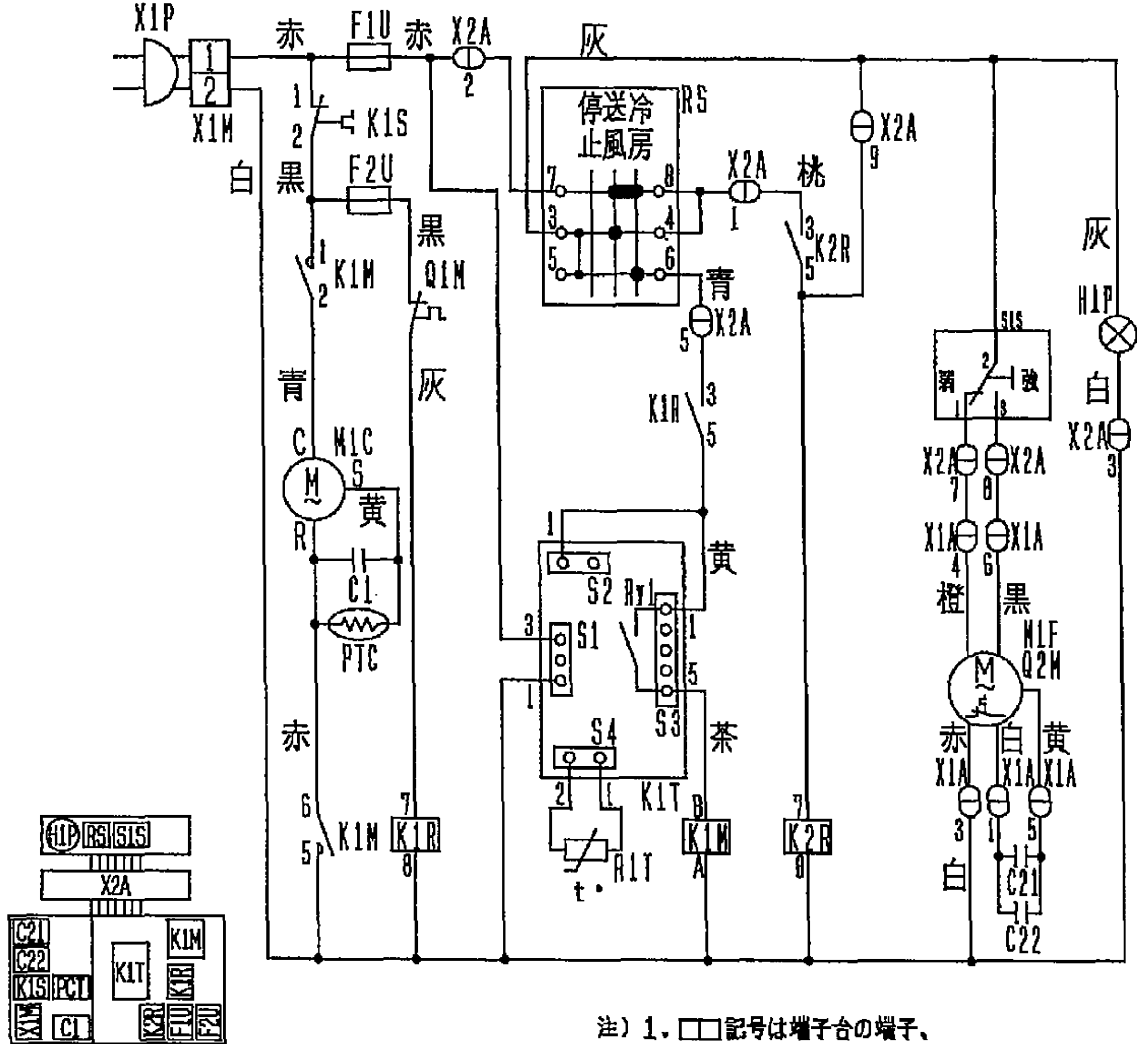 X1P
赤
F1U
赤
X2A
2
灰
1
2
X1M
1
2
K1S
白
黒
F2U
停送冷
止風房
RS
7
8
3
4
5
6
X2A
1
桃
3
K2R
5
X2A
9
黒
Q1M
1
K1M
2
青
X2A
5
灰
H1P
S1S
2
弱
強
1
3
青
灰
K1R
3
5
白
X2A
3
C
M1C
S
M
~
黄
R
C1
PTC
X2A
7
X2A
8
X1A
4
X1A
6
橙
黒
1
S2
黄
Ry1
3
S1
1
1
5
S3
S4
2
1
K1T
R1T
t°
茶
M1F
Q2M
M
~
赤
白
黄
X1A
X1A
X1A
3
1
5
白
C21
C22
赤
6
5
K1M
7
K1R
8
B
K1M
A
7
K2R
8
H1P
RS
S1S
X2A
C21
C22
K1S
PCT
X1M
C1
K1T
K1M
K1R
K2R
F1U
F2U
注) 1. □□記号は端子台の端子、